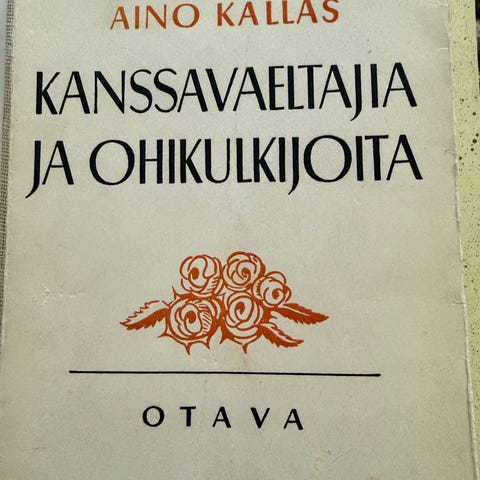 AINO KALLAS
KANSSAVAELTAJIA
JA OHIKULKIJOITA
OTAVA